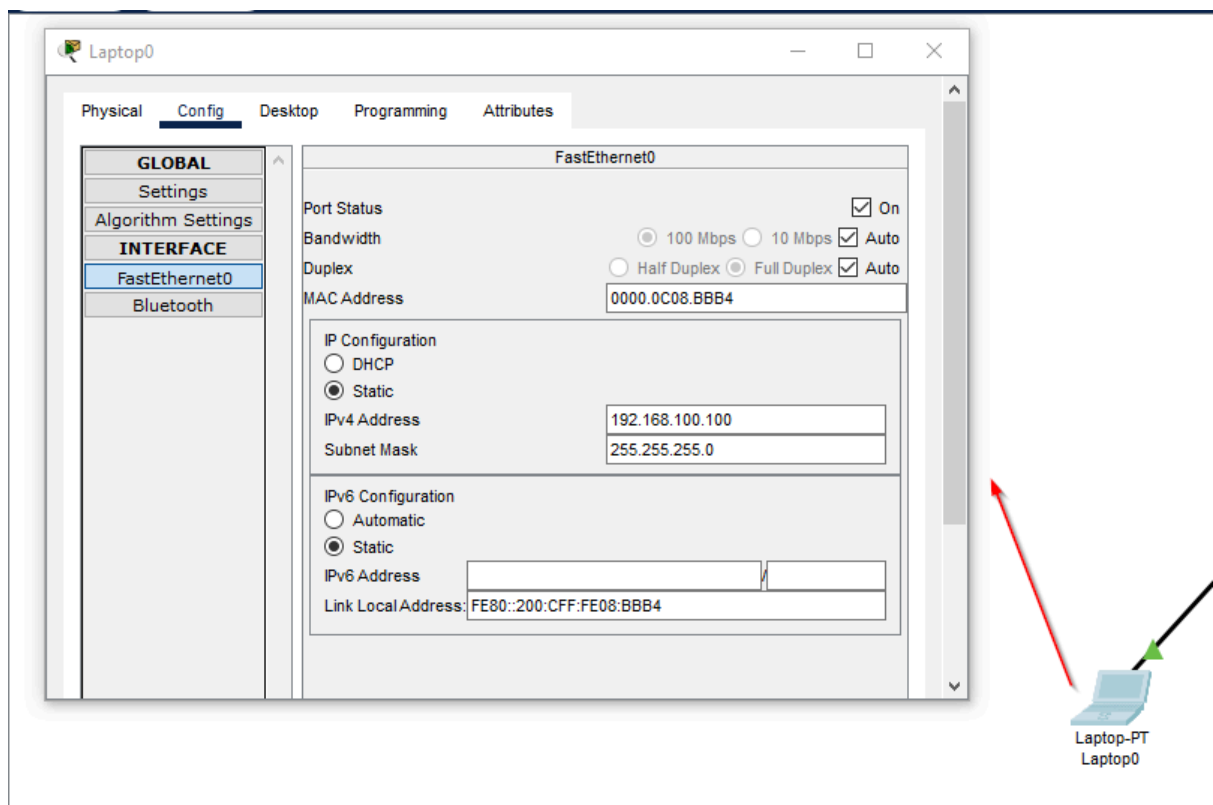 Laptop0
Physical Config Desktop Programming Attributes
GLOBAL
Settings
Algorithm Settings
INTERFACE
FastEthernet0
Bluetooth
FastEthernet0
Port Status On
Bandwidth 100 Mbps 10 Mbps Auto
Duplex Half Duplex Full Duplex Auto
MAC Address 0000.0C08.BBB4
IP Configuration
DHCP
Static
IPv4 Address 192.168.100.100
Subnet Mask 255.255.255.0
IPv6 Configuration
Automatic
Static
IPv6 Address /
Link Local Address: FE80::200:CFF:FE08:BBB4
Laptop-PT
Laptop0